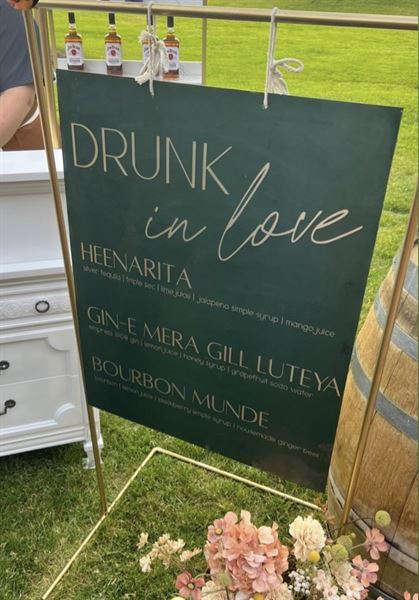 DRUNK
in love
HEENARITA
silver tequila | triple sec | lime juice | jalapeno simple syrup | mango juice
GIN-E MERA GILL LUTEYA
empress local gin | lemon juice | honey syrup | grapefruit soda water
BOURBON MUNDE
bourbon | lemon juice | blackberry simple syrup | housemade ginger beer